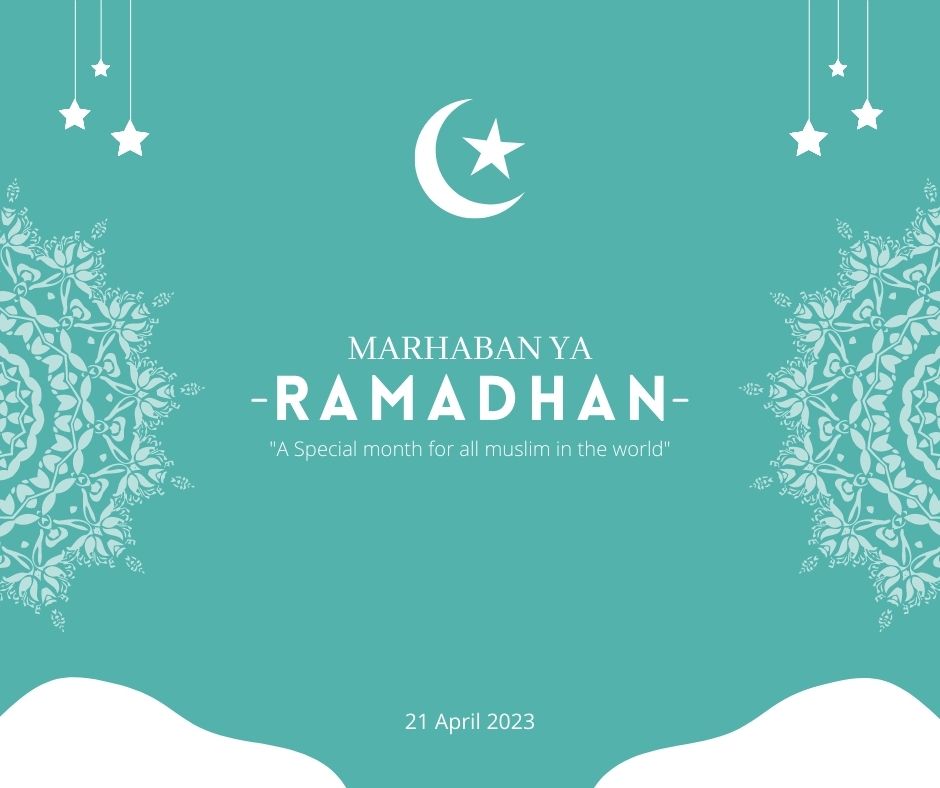 MARHABAN YA
-RAMADHAN-
"A Special month for all muslim in the world"
21 April 2023